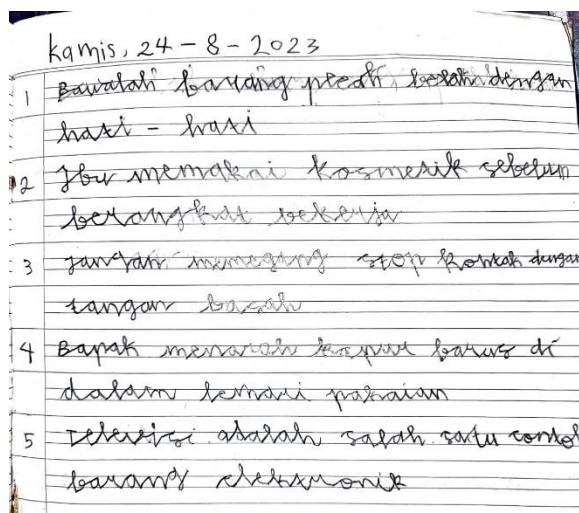 Kamis, 24 - 8 - 2023
1 Bawalah barang pecah, belah dengan
hati - hati
2 Ibu memakai kosmetik sebelum
berangkat bekerja
3 Jangan memegang stop kontak dengan
tangan basah
4 Bapak menaroh kapur barus di
dalam lemari pakaian
5 Televisi adalah salah satu contoh
barang elektronik